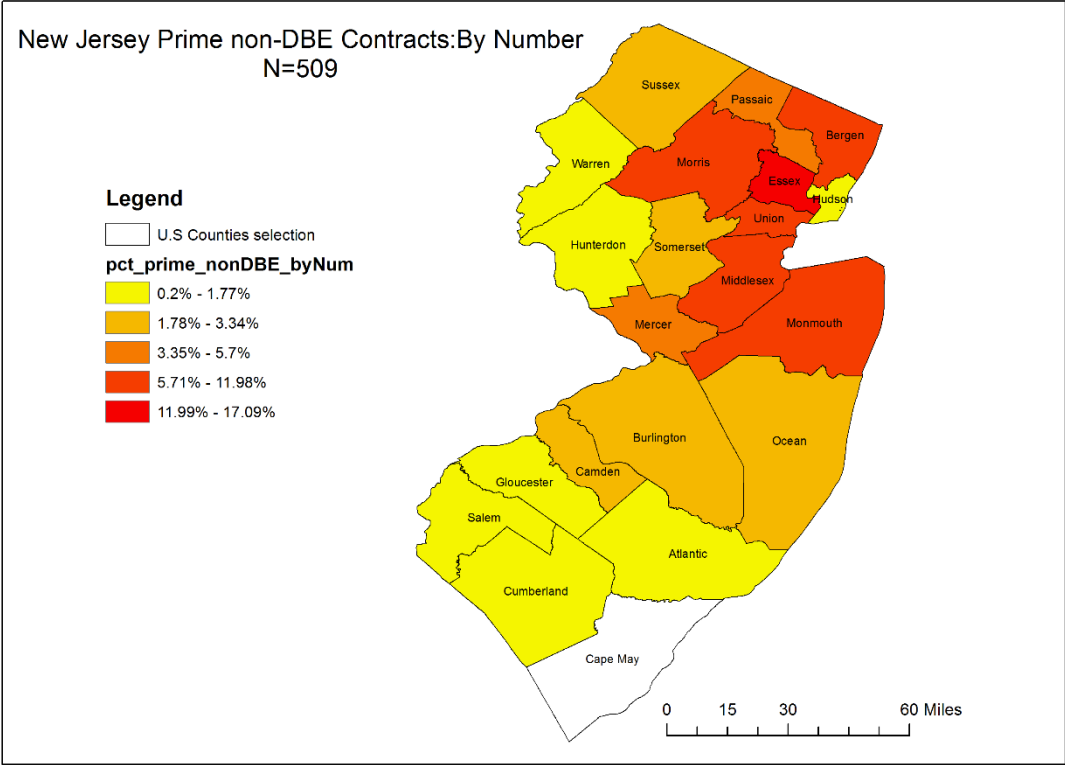 New Jersey Prime non-DBE Contracts:By Number
N=509
Sussex
Passaic
Bergen
Warren
Morris
Essex
Hudson
Union
Hunterdon
Somerset
Middlesex
Mercer
Monmouth
Burlington
Ocean
Camden
Gloucester
Salem
Atlantic
Cumberland
Cape May
Legend
U.S Counties selection
pct_prime_nonDBE_byNum
0.2% - 1.77%
1.78% - 3.34%
3.35% - 5.7%
5.71% - 11.98%
11.99% - 17.09%
0 15 30 60 Miles